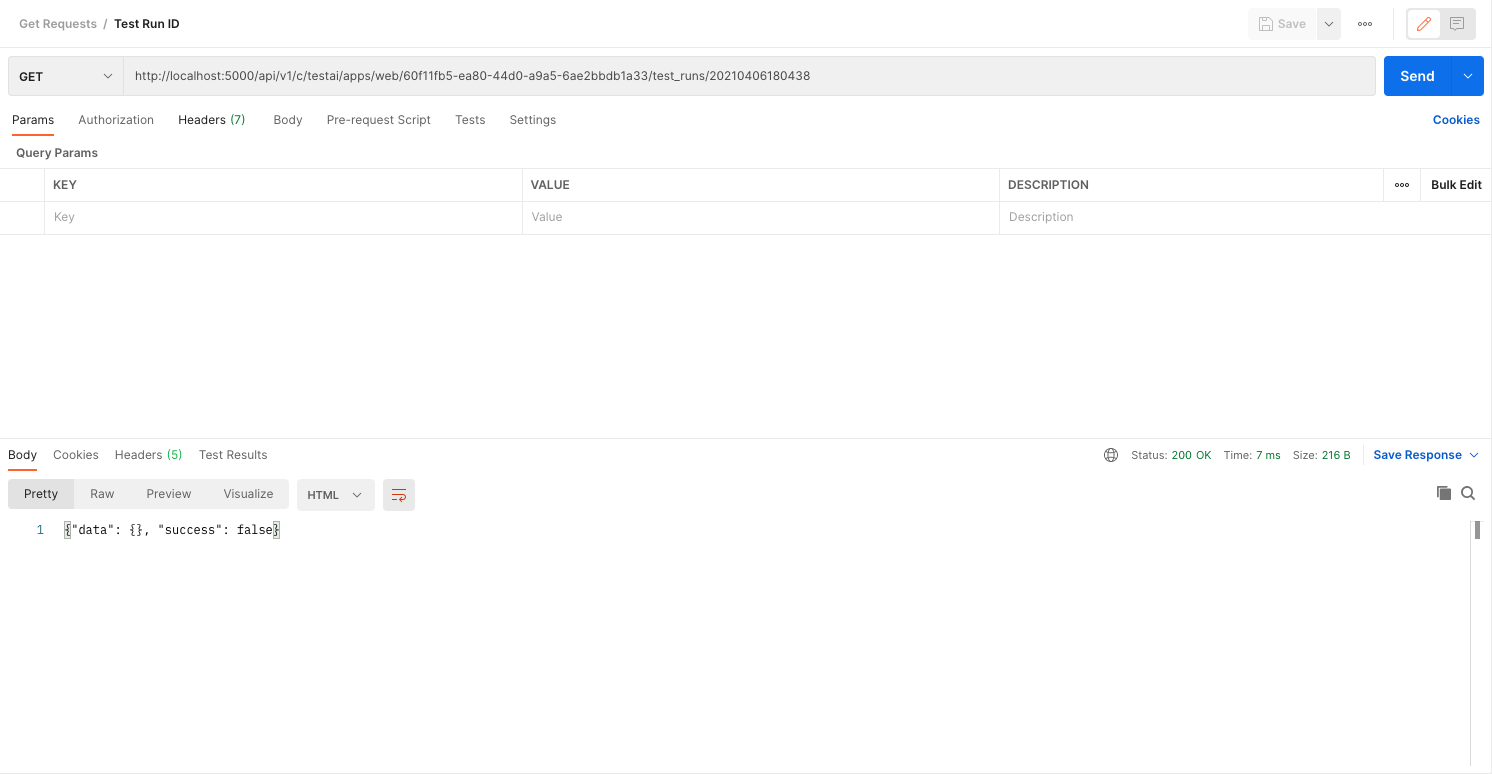 Get Requests / Test Run ID
Save
GET
http://localhost:5000/api/v1/c/testai/apps/web/60f11fb5-ea80-44d0-a9a5-6ae2bbdb1a33/test_runs/20210406180438
Send
Params Authorization Headers (7) Body Pre-request Script Tests Settings Cookies
Query Params
KEY VALUE DESCRIPTION Bulk Edit
Key Value Description
Body Cookies Headers (5) Test Results Status: 200 OK Time: 7 ms Size: 216 B Save Response
Pretty Raw Preview Visualize HTML
1 {"data": {}, "success": false}